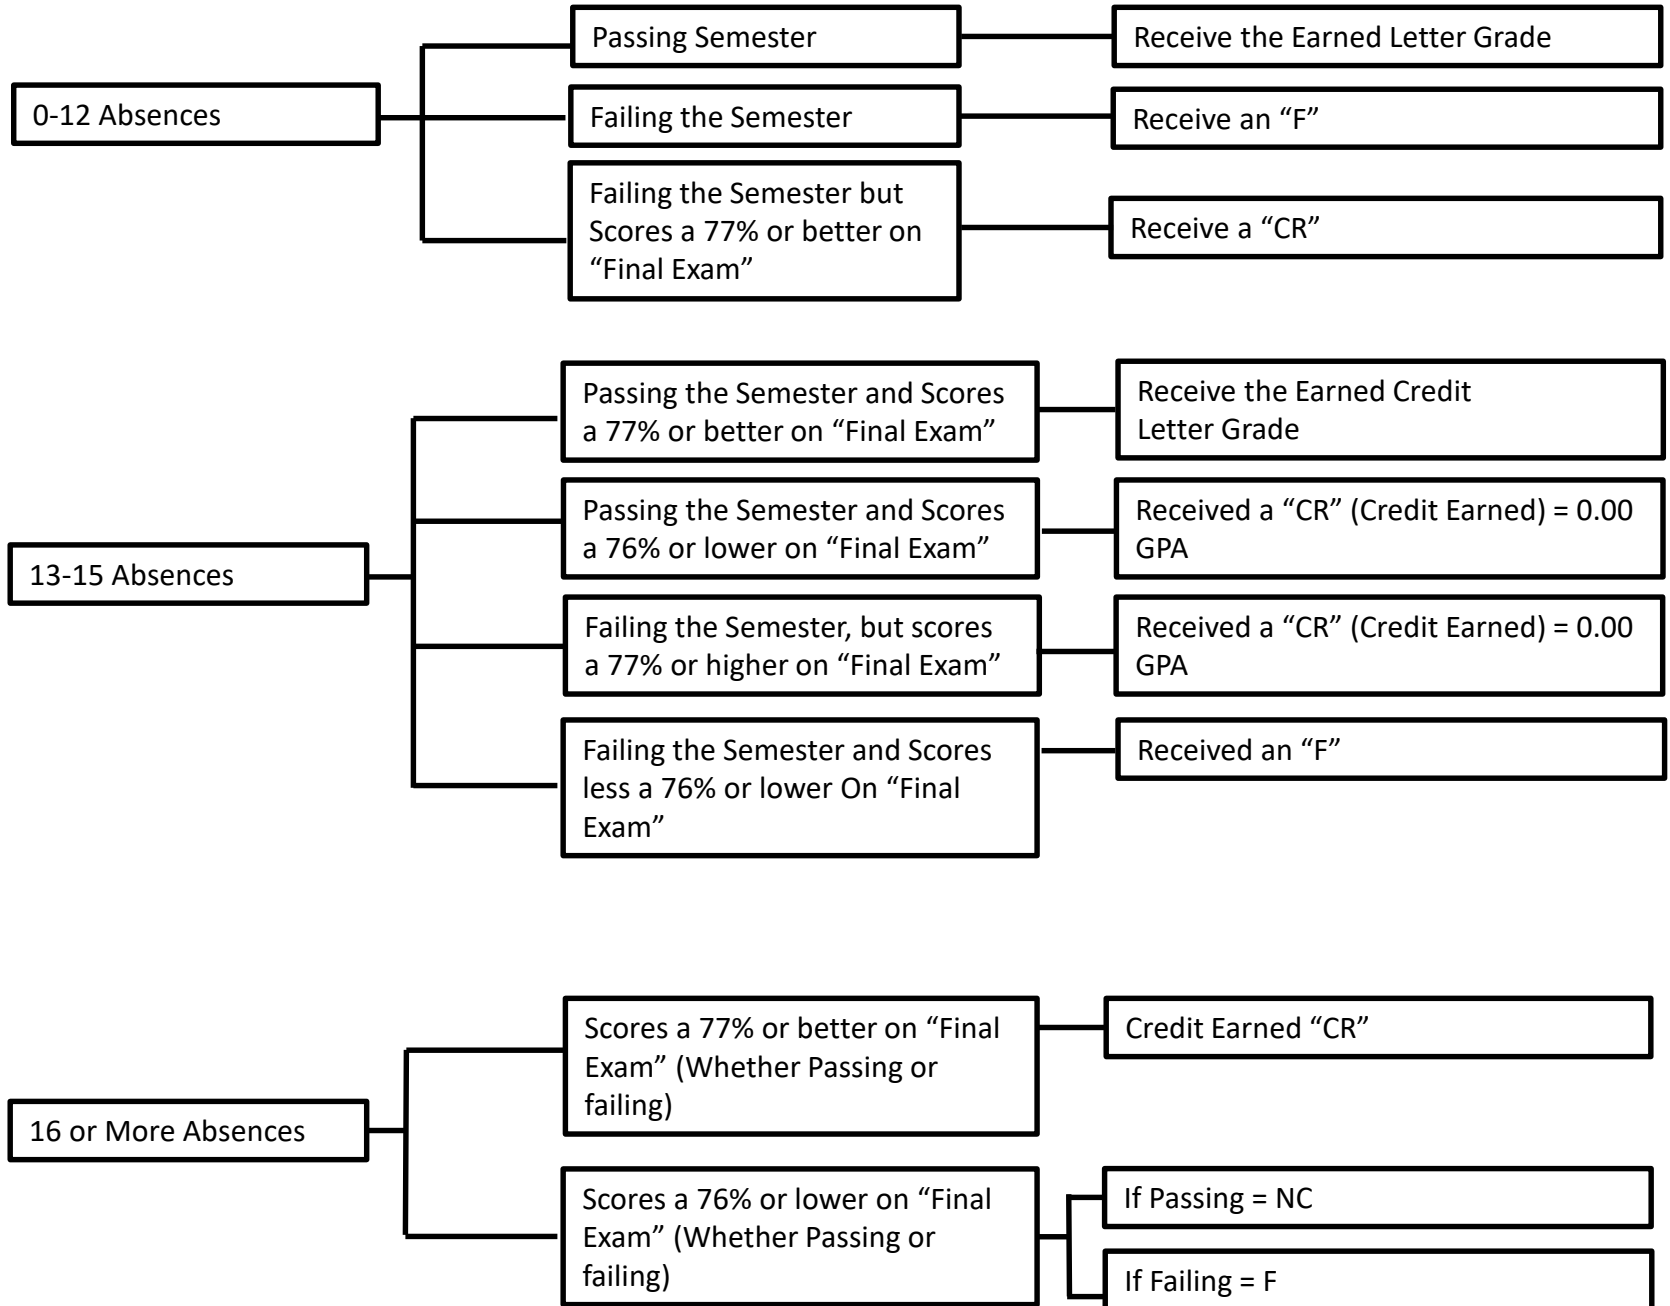 Passing Semester
Receive the Earned Letter Grade
0-12 Absences
Failing the Semester
Receive an “F”
Failing the Semester but
Scores a 77% or better on
“Final Exam”
Receive a “CR”
Passing the Semester and Scores
a 77% or better on “Final Exam”
Receive the Earned Credit
Letter Grade
Passing the Semester and Scores
a 76% or lower on “Final Exam”
Received a “CR” (Credit Earned) = 0.00
GPA
13-15 Absences
Failing the Semester, but scores
a 77% or higher on “Final Exam”
Received a “CR” (Credit Earned) = 0.00
GPA
Failing the Semester and Scores
less a 76% or lower On “Final
Exam”
Received an “F”
Scores a 77% or better on “Final
Exam” (Whether Passing or
failing)
Credit Earned “CR”
16 or More Absences
Scores a 76% or lower on “Final
Exam” (Whether Passing or
failing)
If Passing = NC
If Failing = F